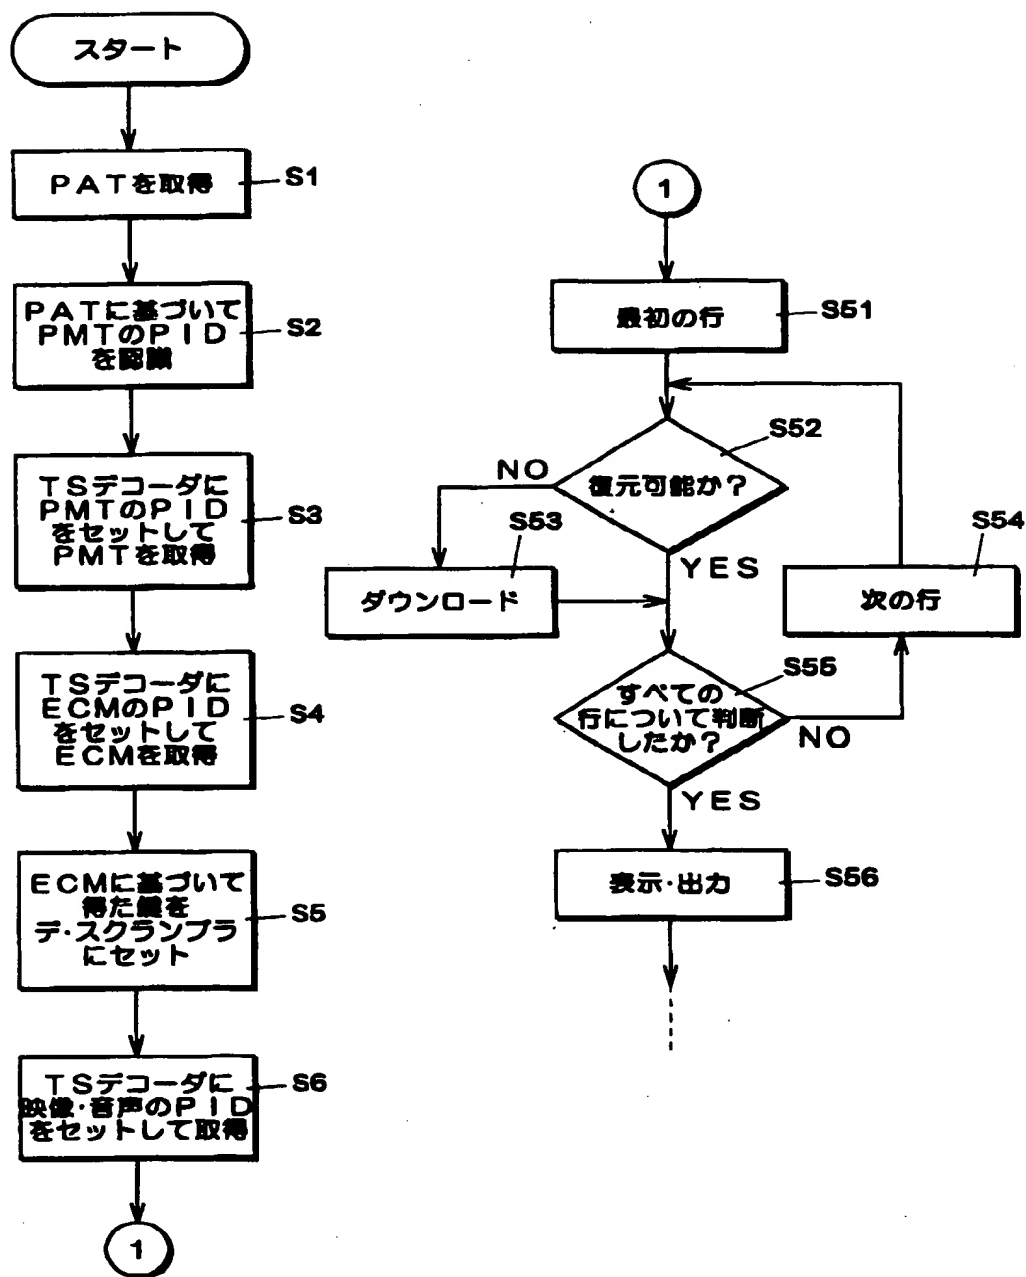 スタート
PATを取得
S1
PATに基づいて
PMTのPID
を認識
S2
TSデコーダに
PMTのPID
をセットして
PMTを取得
S3
TSデコーダに
ECMのPID
をセットして
ECMを取得
S4
ECMに基づいて
得た鍵を
デ・スクランブラ
にセット
S5
TSデコーダに
映像・音声のPID
をセットして取得
S6
1
1
最初の行
S51
復元可能か?
S52
NO
YES
S53
ダウンロード
S54
次の行
すべての
行について判断
したか?
S55
NO
YES
表示・出力
S56